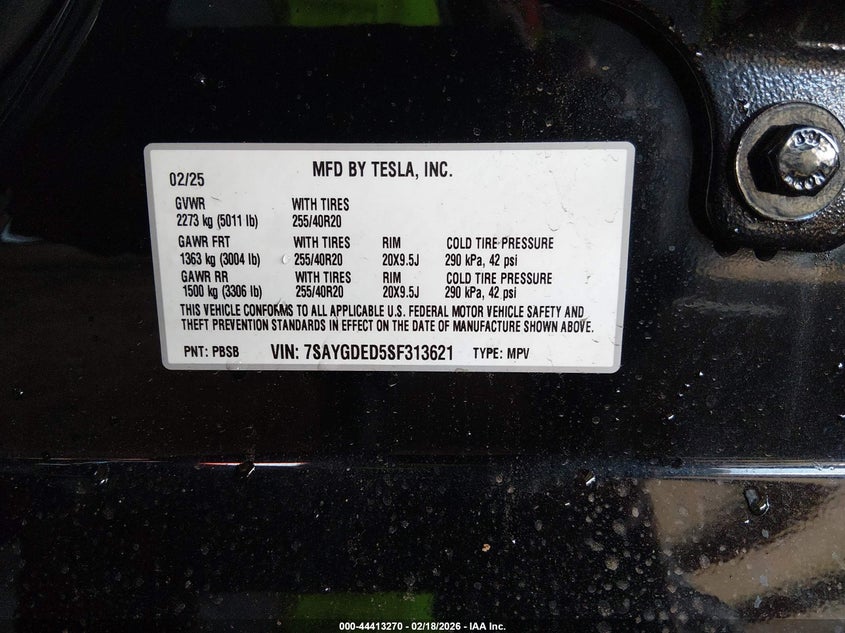 02/25
MFD BY TESLA, INC.
GVWR WITH TIRES
2273 kg (5011 lb) 255/40R20
GAWR FRT WITH TIRES RIM COLD TIRE PRESSURE
1363 kg (3004 lb) 255/40R20 20X9.5J 290 kPa, 42 psi
GAWR RR WITH TIRES RIM COLD TIRE PRESSURE
1500 kg (3306 lb) 255/40R20 20X9.5J 290 kPa, 42 psi
THIS VEHICLE CONFORMS TO ALL APPLICABLE U.S. FEDERAL MOTOR VEHICLE SAFETY AND
THEFT PREVENTION STANDARDS IN EFFECT ON THE DATE OF MANUFACTURE SHOWN ABOVE.
PNT: PBSB VIN: 7SAYGDED5SF313621 TYPE: MPV
000-44413270 - 02/18/2026 - IAA Inc.